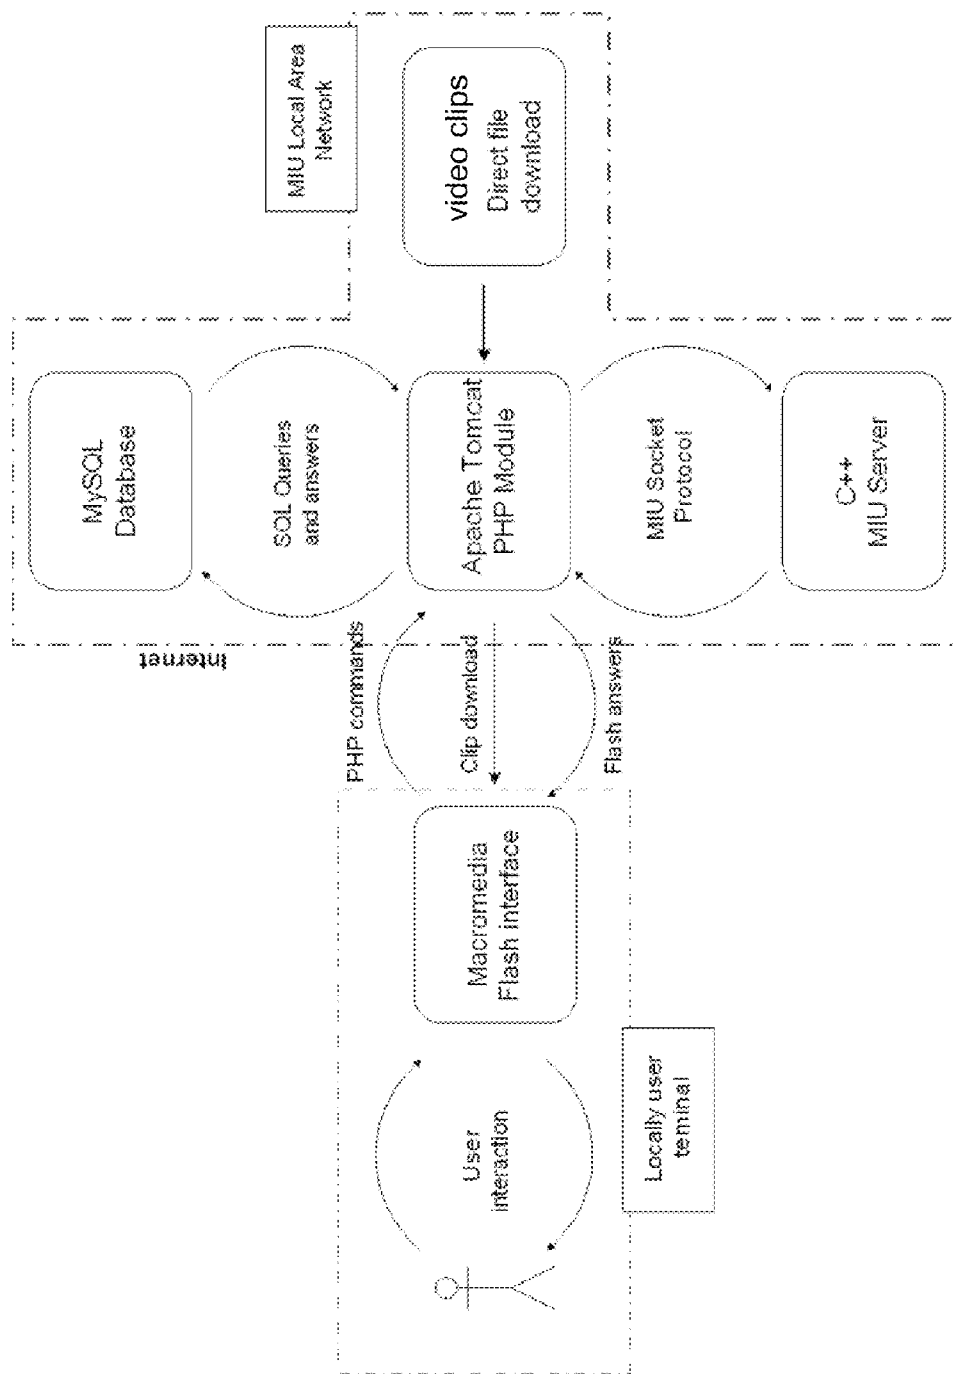 MIU Local Area
Network
video clips
Direct file
download
MySQL
Database
SQL Queries
and answers
Apache Tomcat
PHP Module
MIU Socket
Protocol
C++
MIU Server
Internet
PHP commands
Clip download
Flash answers
Macromedia
Flash interface
User
interaction
Locally user
teminal